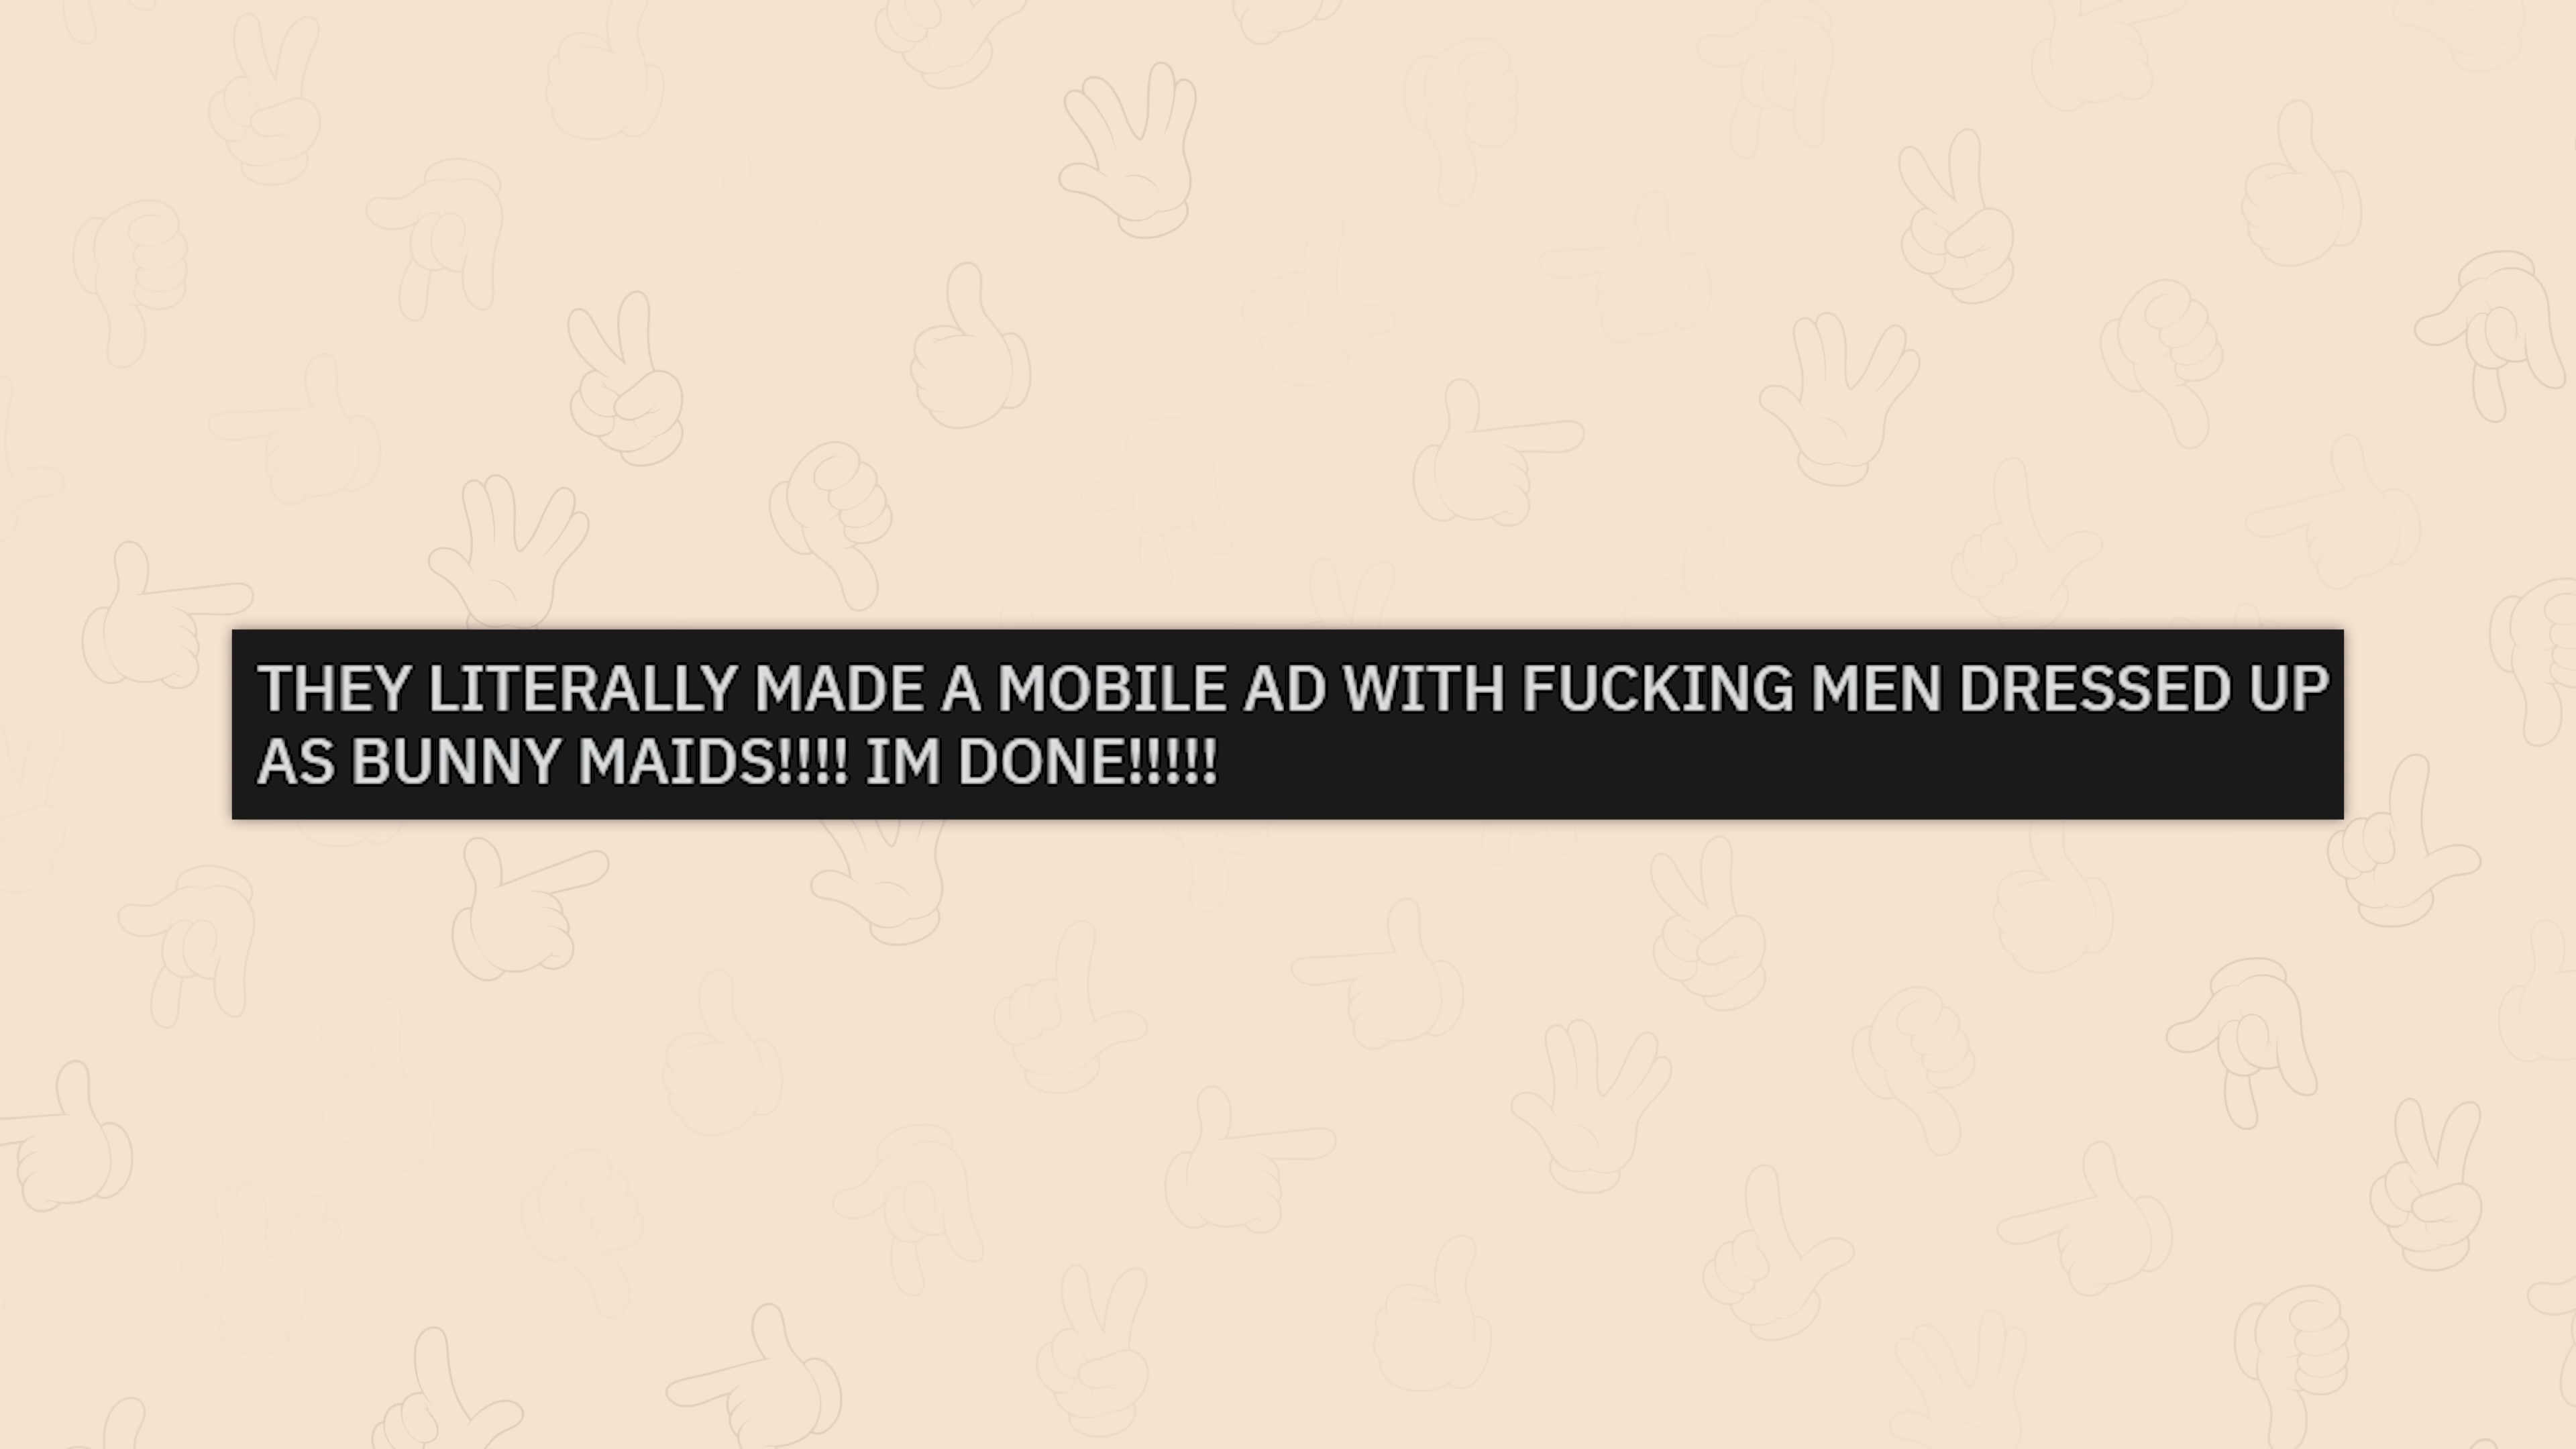 THEY LITERALLY MADE A MOBILE AD WITH FUCKING MEN DRESSED UP
AS BUNNY MAIDS!!!! IM DONE!!!!!